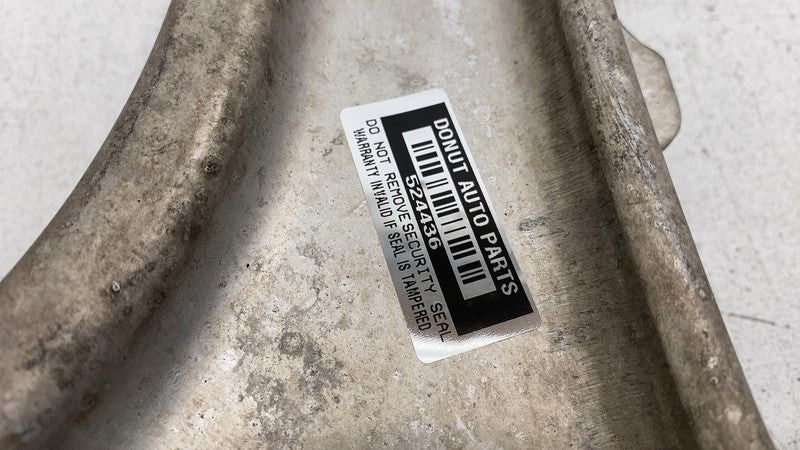 DONUT AUTO PARTS
524436
DO NOT REMOVE SECURITY SEAL
WARRANTY INVALID IF SEAL IS TAMPERED